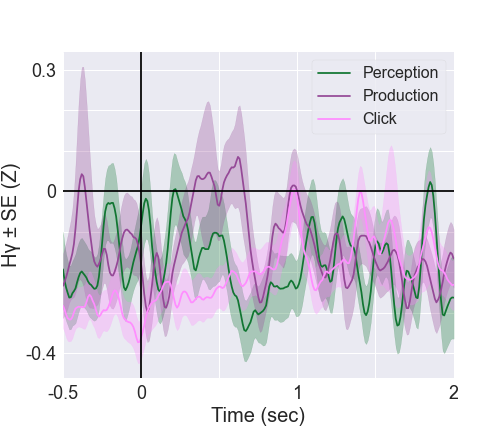 Hγ ± SE (Z)
0.3
0
-0.4
Perception
Production
Click
-0.5
0
1
2
Time (sec)